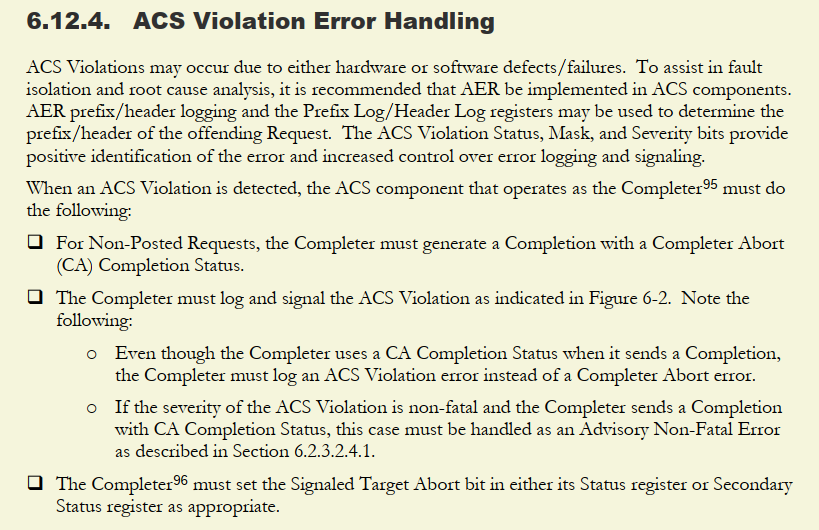 6.12.4. ACS Violation Error Handling
ACS Violations may occur due to either hardware or software defects/failures. To assist in fault
isolation and root cause analysis, it is recommended that AER be implemented in ACS components.
AER prefix/header logging and the Prefix Log/Header Log registers may be used to determine the
prefix/header of the offending Request. The ACS Violation Status, Mask, and Severity bits provide
positive identification of the error and increased control over error logging and signaling.
When an ACS Violation is detected, the ACS component that operates as the Completer95 must do
the following:
❑ For Non-Posted Requests, the Completer must generate a Completion with a Completer Abort
(CA) Completion Status.
❑ The Completer must log and signal the ACS Violation as indicated in Figure 6-2. Note the
following:
o Even though the Completer uses a CA Completion Status when it sends a Completion,
the Completer must log an ACS Violation error instead of a Completer Abort error.
o If the severity of the ACS Violation is non-fatal and the Completer sends a Completion
with CA Completion Status, this case must be handled as an Advisory Non-Fatal Error
as described in Section 6.2.3.2.4.1.
❑ The Completer96 must set the Signaled Target Abort bit in either its Status register or Secondary
Status register as appropriate.